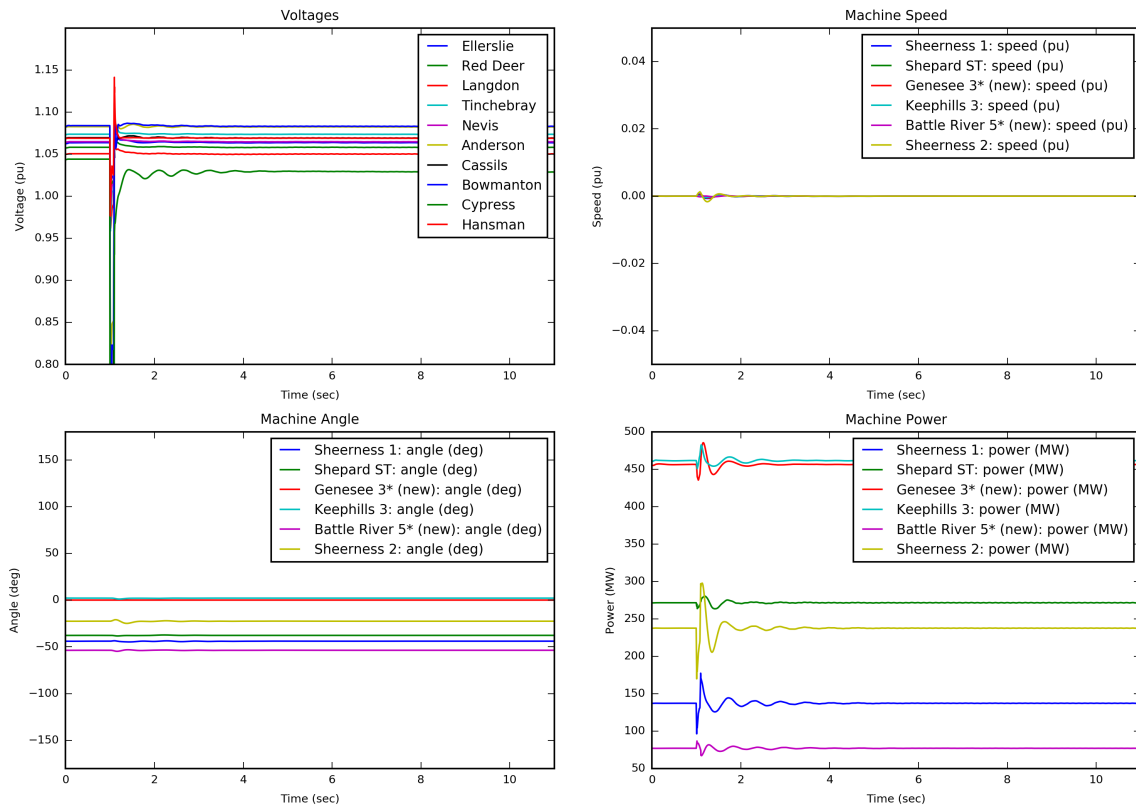 Voltages
1.15
1.10
1.05
1.00
0.95
0.90
0.85
0.80
Voltage (pu)
0 2 4 6 8 10
Time (sec)
Ellerslie
Red Deer
Langdon
Tinchebray
Nevis
Anderson
Cassils
Bowmanton
Cypress
Hansman
Machine Speed
0.04
0.02
0.00
−0.02
−0.04
Speed (pu)
0 2 4 6 8 10
Time (sec)
Sheerness 1: speed (pu)
Shepard ST: speed (pu)
Genesee 3* (new): speed (pu)
Keephills 3: speed (pu)
Battle River 5* (new): speed (pu)
Sheerness 2: speed (pu)
Machine Angle
150
100
50
0
−50
−100
−150
Angle (deg)
0 2 4 6 8 10
Time (sec)
Sheerness 1: angle (deg)
Shepard ST: angle (deg)
Genesee 3* (new): angle (deg)
Keephills 3: angle (deg)
Battle River 5* (new): angle (deg)
Sheerness 2: angle (deg)
Machine Power
500
450
400
350
300
250
200
150
100
50
Power (MW)
0 2 4 6 8 10
Time (sec)
Sheerness 1: power (MW)
Shepard ST: power (MW)
Genesee 3* (new): power (MW)
Keephills 3: power (MW)
Battle River 5* (new): power (MW)
Sheerness 2: power (MW)